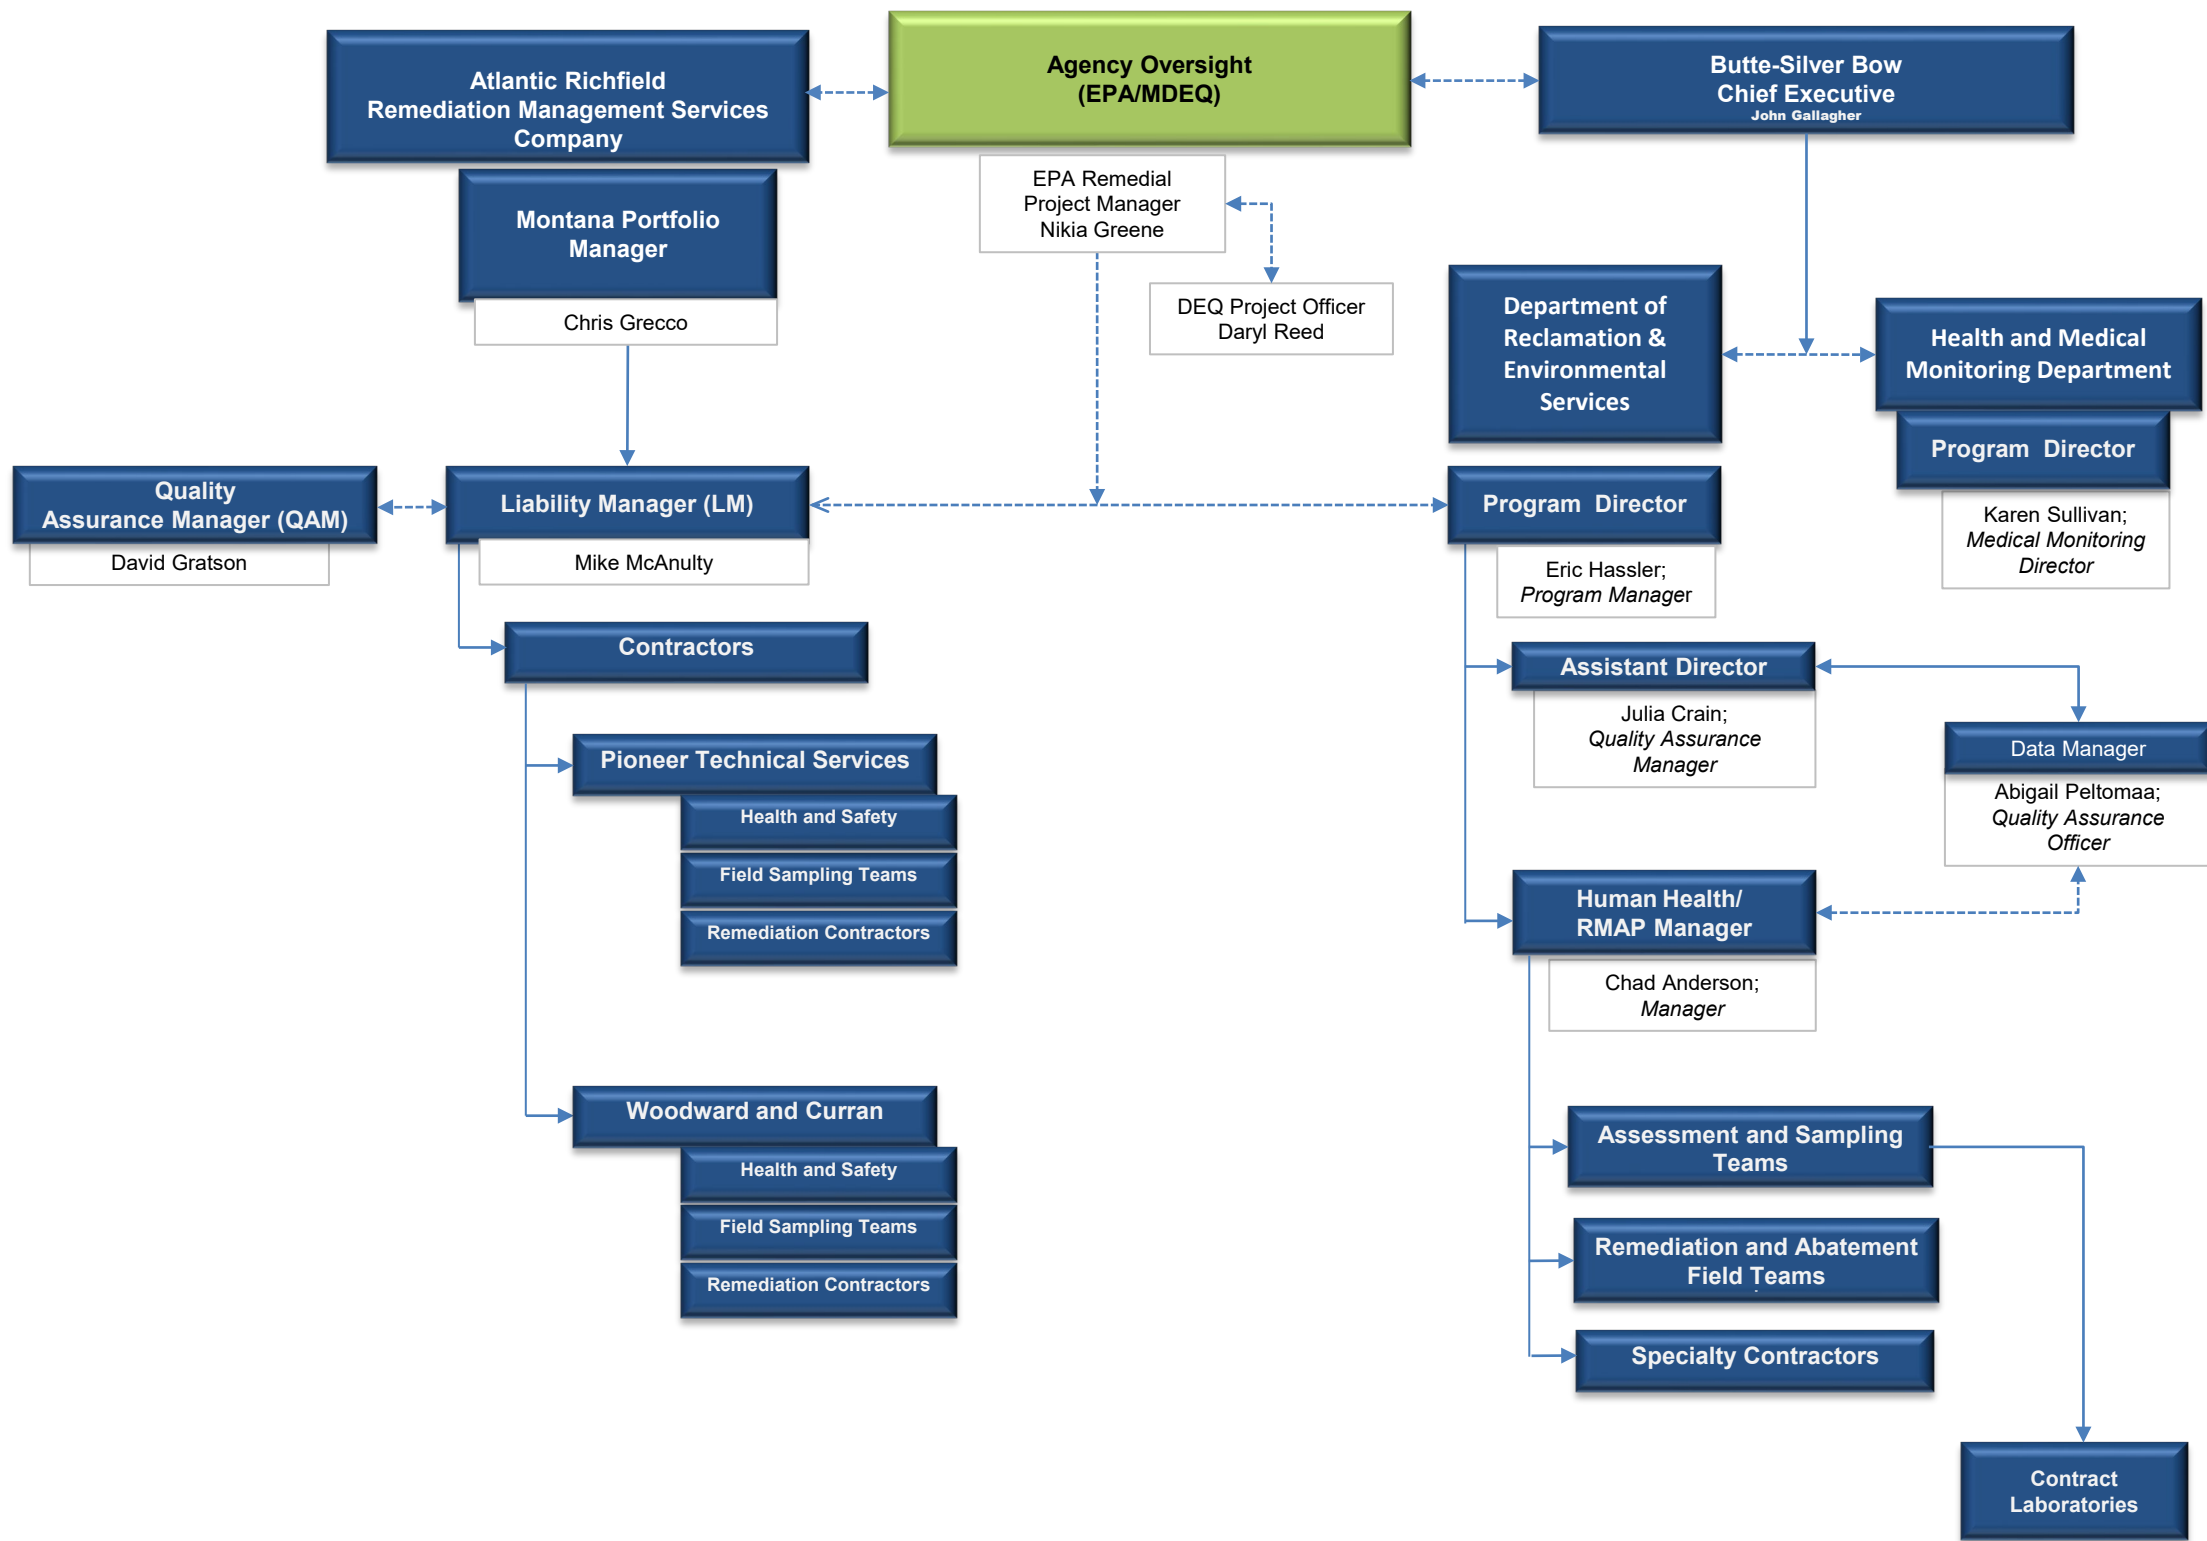 Atlantic Richfield
Remediation Management Services
Company
Agency Oversight
(EPA/MDEQ)
Butte-Silver Bow
Chief Executive
John Gallagher
Montana Portfolio
Manager
Chris Grecco
EPA Remedial
Project Manager
Nikia Greene
DEQ Project Officer
Daryl Reed
Department of
Reclamation &
Environmental
Services
Health and Medical
Monitoring Department
Program Director
Karen Sullivan;
Medical Monitoring
Director
Quality
Assurance Manager (QAM)
David Gratson
Liability Manager (LM)
Mike McAnulty
Program Director
Eric Hassler;
Program Manager
Contractors
Assistant Director
Julia Crain;
Quality Assurance
Manager
Data Manager
Abigail Peltomaa;
Quality Assurance
Officer
Pioneer Technical Services
Health and Safety
Field Sampling Teams
Remediation Contractors
Human Health/
RMAP Manager
Chad Anderson;
Manager
Woodward and Curran
Health and Safety
Field Sampling Teams
Remediation Contractors
Assessment and Sampling
Teams
Remediation and Abatement
Field Teams
Specialty Contractors
Contract
Laboratories